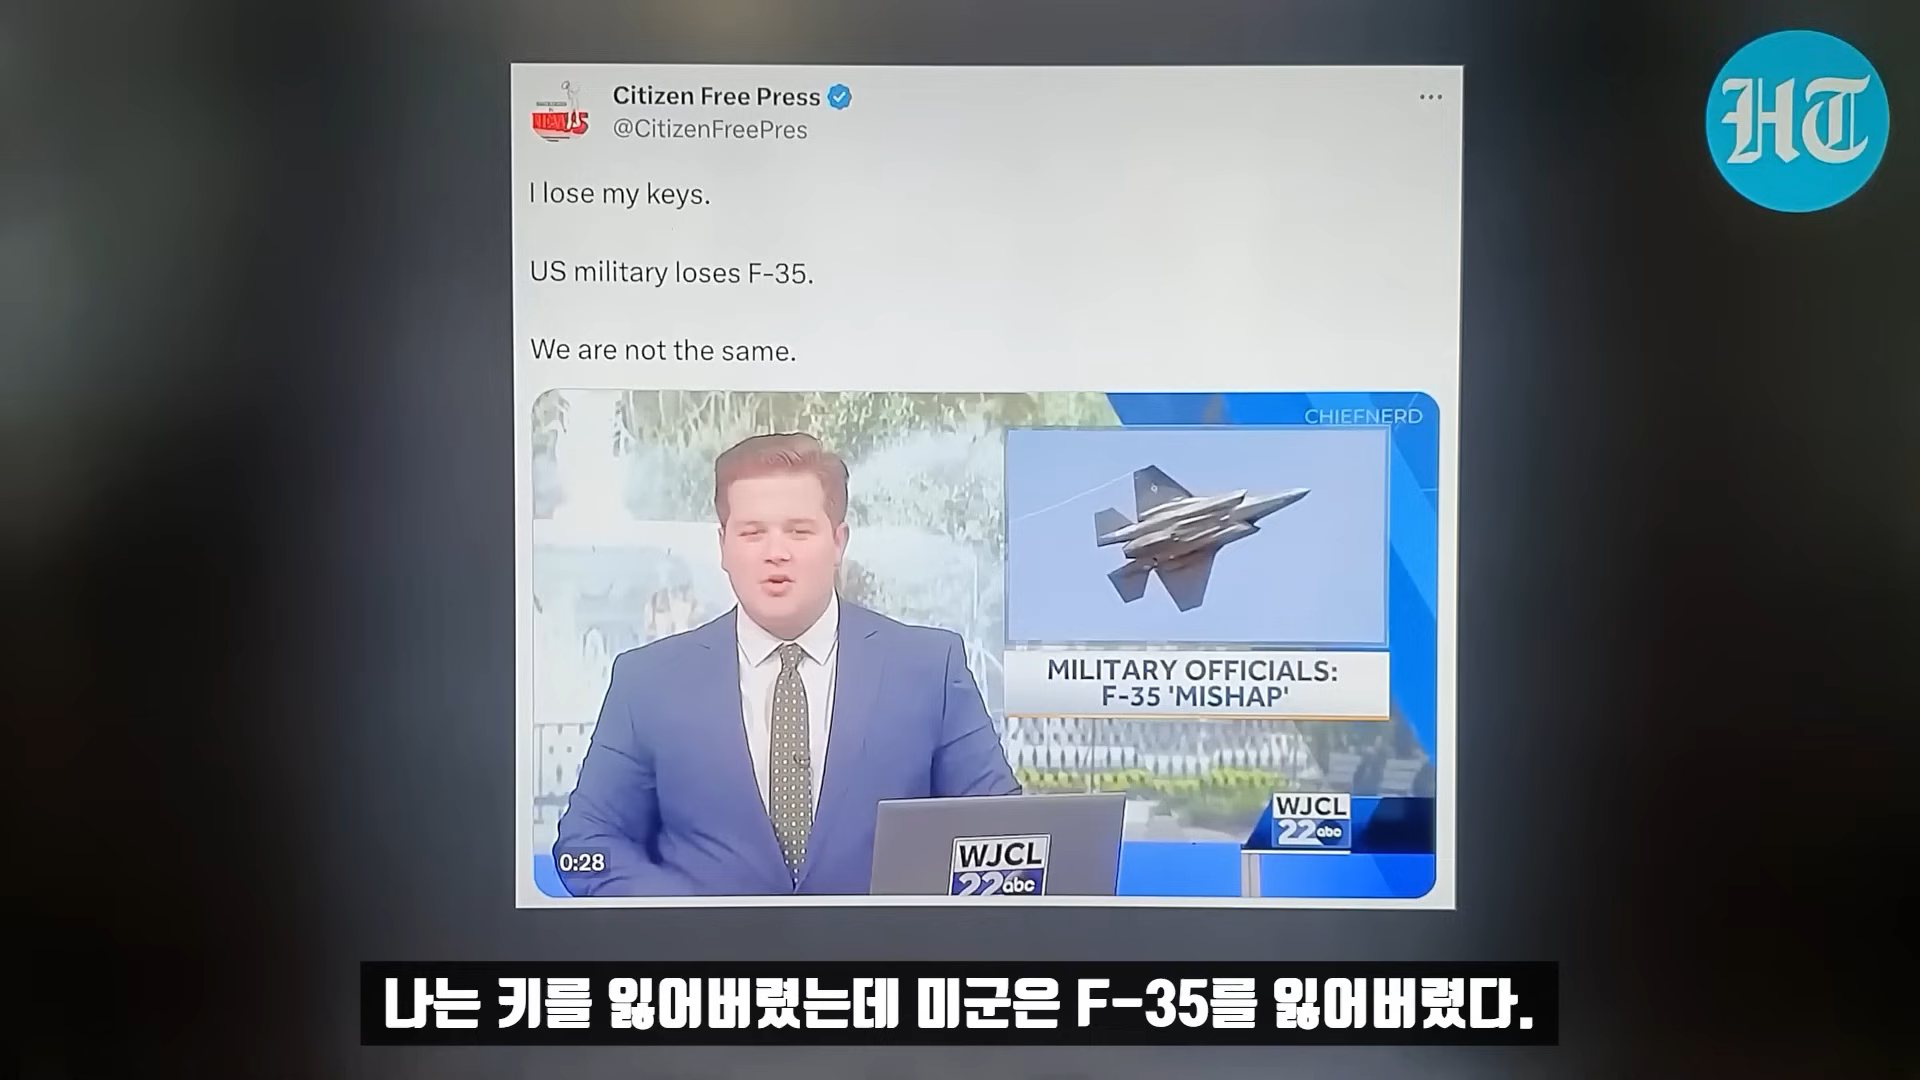 Citizen Free Press
@CitizenFreePres
HT
I lose my keys.
US military loses F-35.
We are not the same.
CHIEFNERD
MILITARY OFFICIALS:
F-35 'MISHAP'
WJCL
22 abc
0:28
WJCL
22 abc
나는 키를 잃어버렸는데 미군은 F-35를 잃어버렸다.